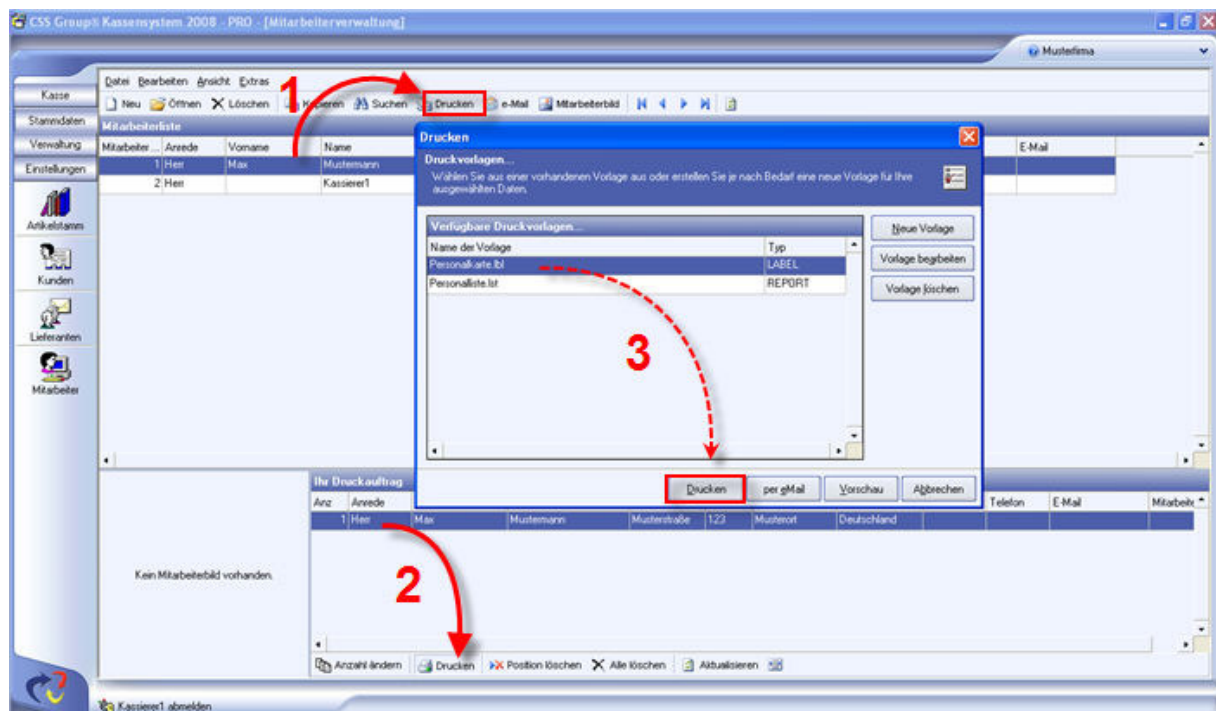 CSS Group® Kassensystem 2008 - PRO - [Mitarbeiterverwaltung]
Musterfirma
Datei Bearbeiten Ansicht Extras
1
Neu Öffnen Löschen Kopieren Suchen Drucken e-Mail Mitarbeiterbild
Kasse
Stammdaten
Verwaltung
Einstellungen
Artikelstamm
Kunden
Lieferanten
Mitarbeiter
Mitarbeiterliste
Mitarbeiter ... Anrede Vorname Name E-Mail
1 Herr Max Mustermann
2 Herr Kassierer1
Drucken
Druckvorlagen...
Wählen Sie aus einer vorhandenen Vorlage aus oder erstellen Sie je nach Bedarf eine neue Vorlage für Ihre
ausgewählten Daten.
Verfügbare Druckvorlagen...
Name der Vorlage Typ
Personalkarte.lbl LABEL
Personalliste.lst REPORT
Neue Vorlage
Vorlage bearbeiten
Vorlage löschen
3
Drucken per eMail Vorschau Abbrechen
Ihr Druckauftrag
Anz Anrede Telefon E-Mail Mitarbeite
1 Herr Max Mustermann Musterstraße 123 Musterort Deutschland
Kein Mitarbeiterbild vorhanden.
2
Anzahl ändern Drucken Position löschen Alle löschen Aktualisieren
Kassierer1 abmelden